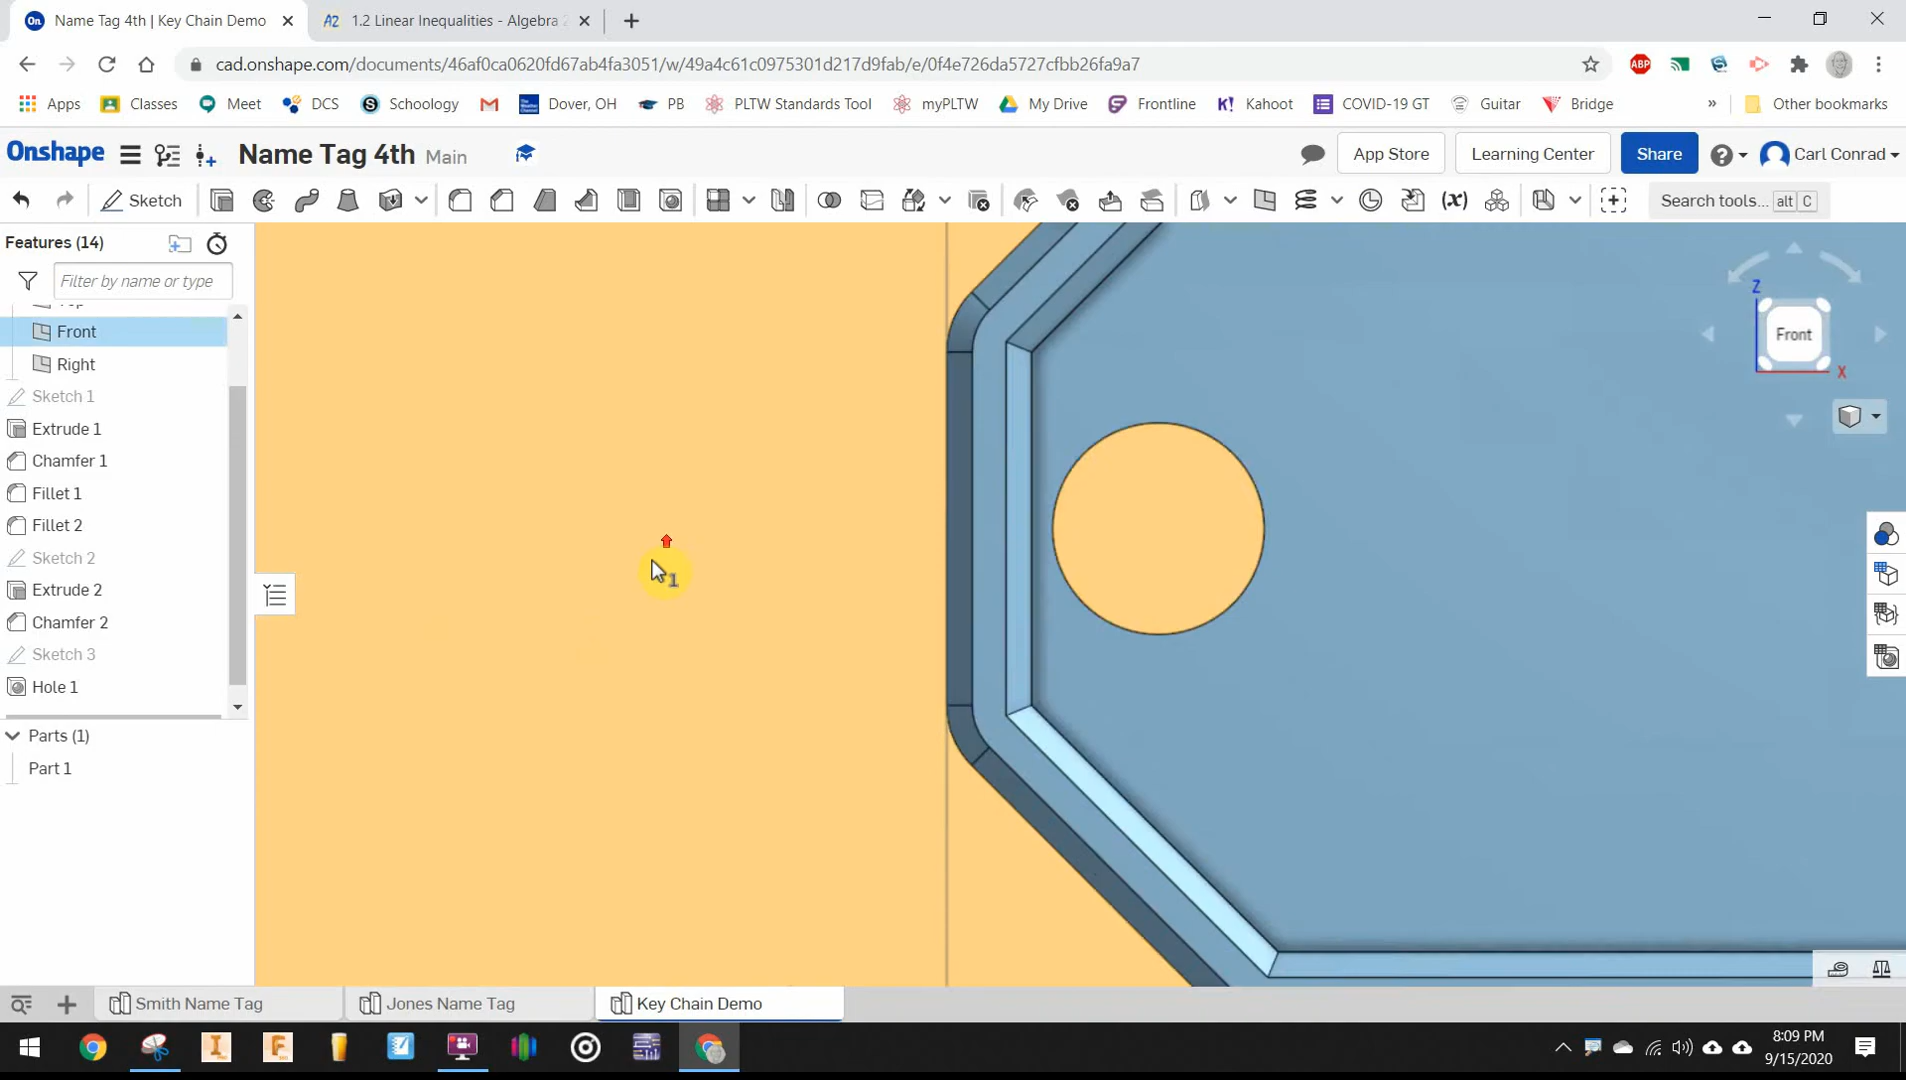 Name Tag 4th | Key Chain Demo
A2 1.2 Linear Inequalities - Algebra 2
cad.onshape.com/documents/46af0ca0620fd67ab4fa3051/w/49a4c61c0975301d217d9fab/e/0f4e726da5727cfbb26fa9a7
ABP
Apps Classes Meet DCS Schoology Dover, OH PB PLTW Standards Tool myPLTW My Drive Frontline Kahoot COVID-19 GT Guitar Bridge » Other bookmarks
Onshape Name Tag 4th Main App Store Learning Center Share Carl Conrad
Sketch (x) Search tools... alt C
Features (14)
Filter by name or type
Front
Right
Sketch 1
Extrude 1
Chamfer 1
Fillet 1
Fillet 2
Sketch 2
Extrude 2
Chamfer 2
Sketch 3
Hole 1
Parts (1)
Part 1
1
Z
Front
X
Smith Name Tag Jones Name Tag Key Chain Demo
8:09 PM
9/15/2020